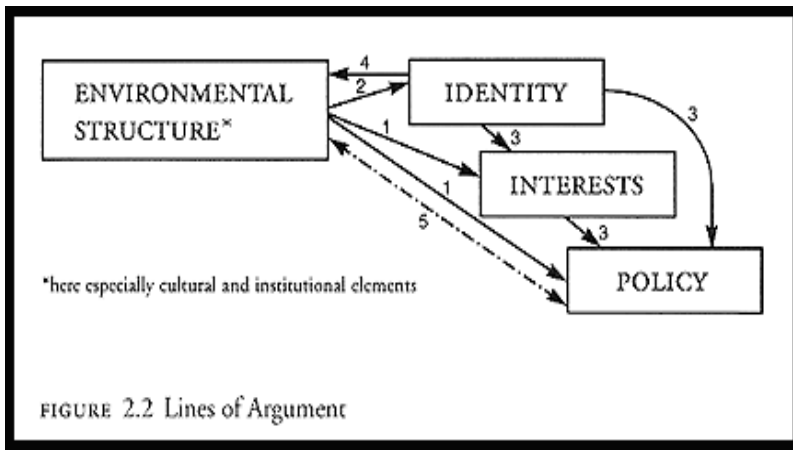 ENVIRONMENTAL
STRUCTURE*
4
2
IDENTITY
3
3
1
INTERESTS
1
5
3
POLICY
*here especially cultural and institutional elements
FIGURE 2.2 Lines of Argument